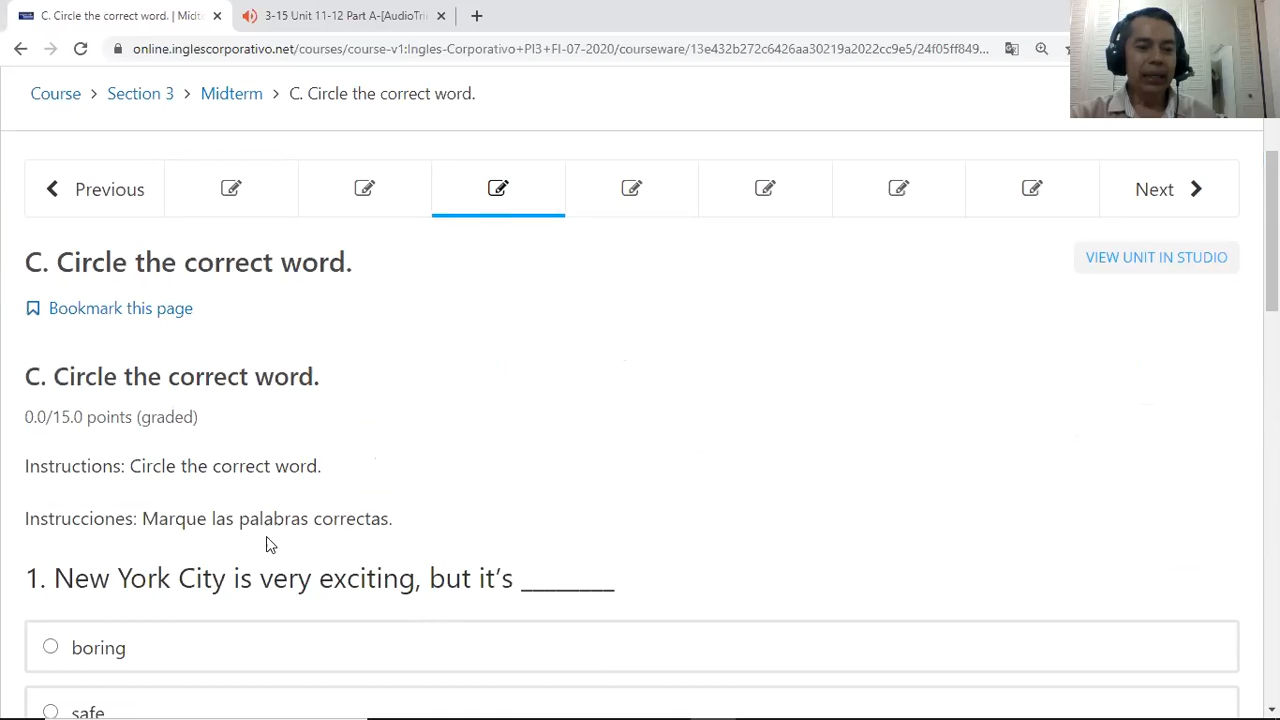 C. Circle the correct word. | Midt
3-15 Unit 11-12 Part A-[AudioTri
online.inglescorporativo.net/courses/course-v1:Ingles-Corporativo+PI3+FI-07-2020/courseware/13e432b272c6426aa30219a2022cc9e5/24f05ff849...
Course > Section 3 > Midterm > C. Circle the correct word.
Previous
Next
C. Circle the correct word.
VIEW UNIT IN STUDIO
Bookmark this page
C. Circle the correct word.
0.0/15.0 points (graded)
Instructions: Circle the correct word.
Instrucciones: Marque las palabras correctas.
1. New York City is very exciting, but it’s ________
boring
safe